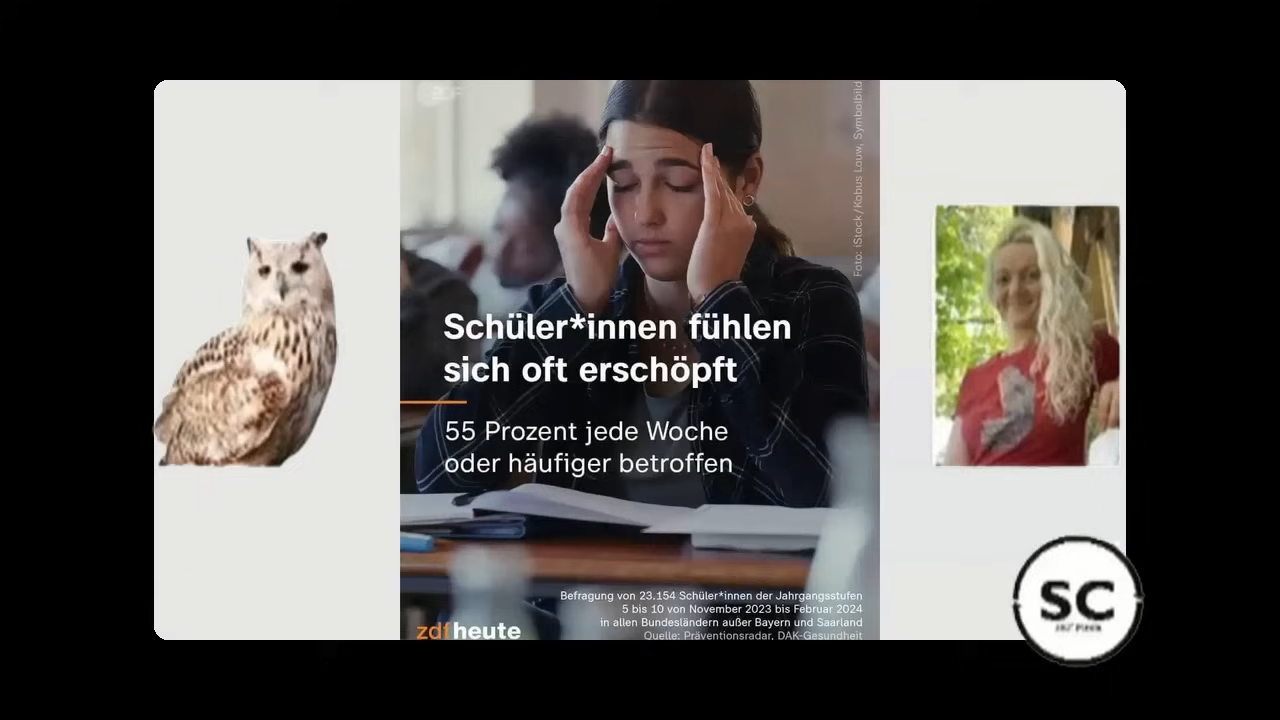 Foto: iStock/Kobus Louw, Symbolbild
Schüler*innen fühlen
sich oft erschöpft
55 Prozent jede Woche
oder häufiger betroffen
Befragung von 23.154 Schüler*innen der Jahrgangsstufen
5 bis 10 von November 2023 bis Februar 2024
in allen Bundesländern außer Bayern und Saarland
Quelle: Präventionsradar, DAK-Gesundheit
zdfheute
SC